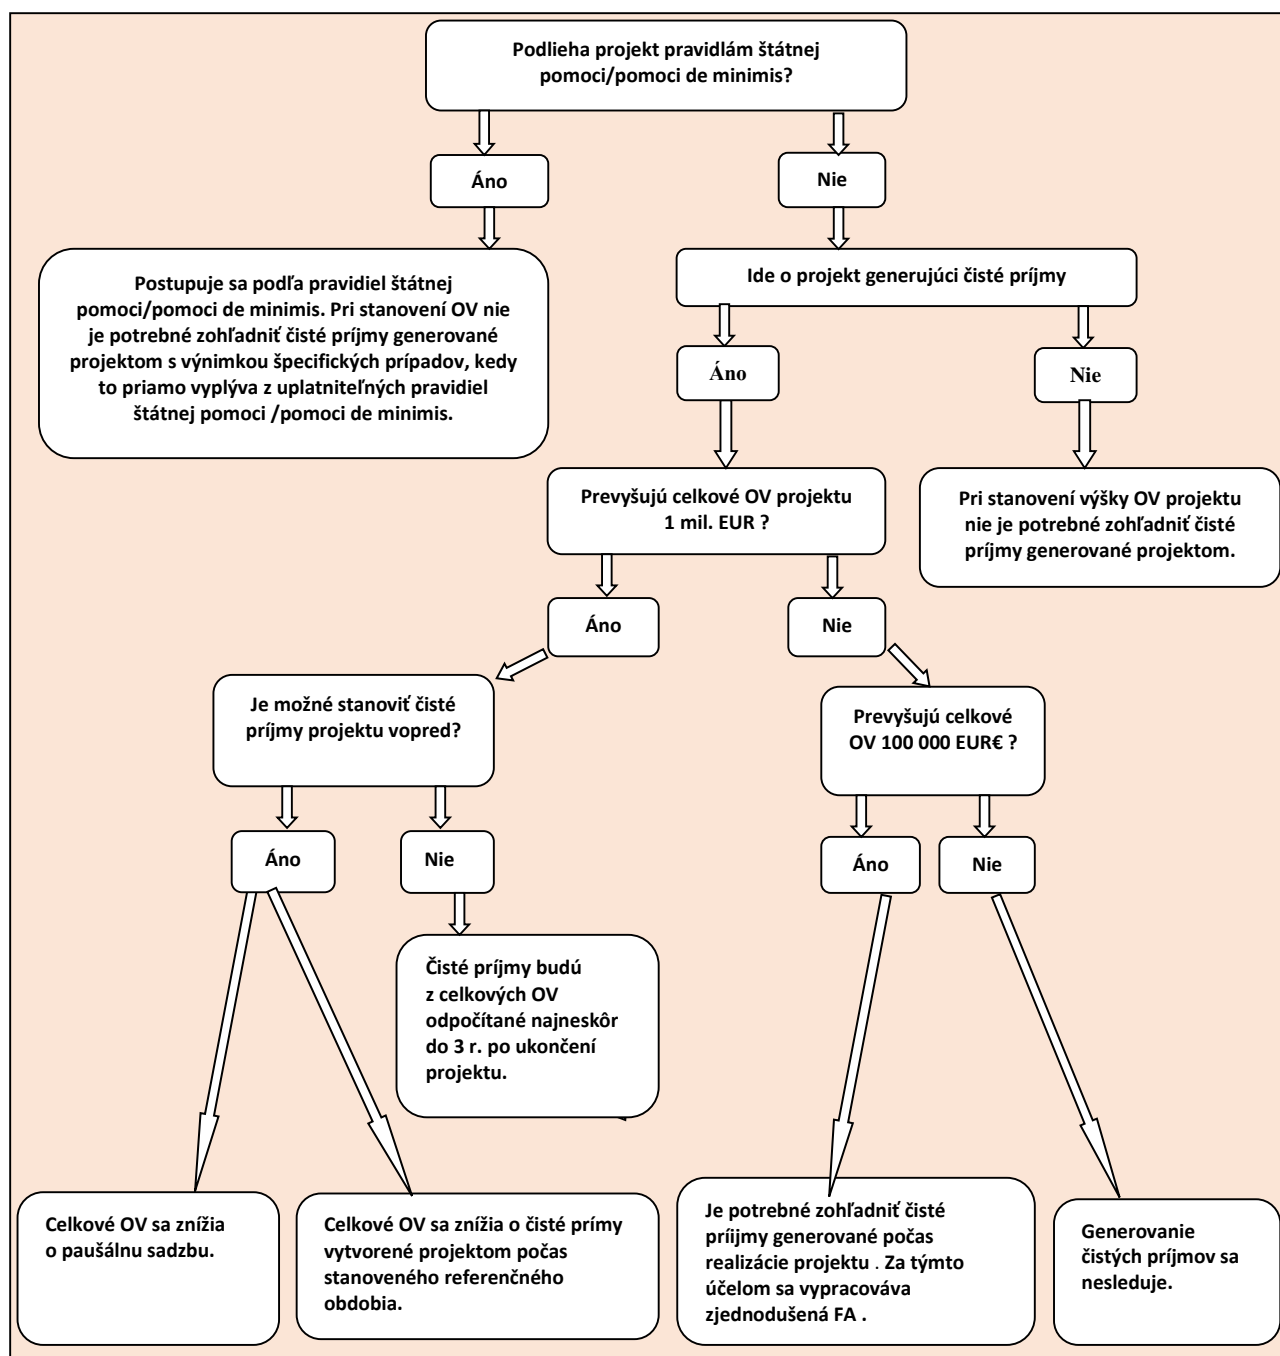 Podlieha projekt pravidlám štátnej
pomoci/pomoci de minimis?
Áno
Nie
Postupuje sa podľa pravidiel štátnej
pomoci/pomoci de minimis. Pri stanovení OV nie
je potrebné zohľadniť čisté príjmy generované
projektom s výnimkou špecifických prípadov, kedy
to priamo vyplýva z uplatniteľných pravidiel
štátnej pomoci /pomoci de minimis.
Ide o projekt generujúci čisté príjmy
Áno
Nie
Prevyšujú celkové OV projektu
1 mil. EUR ?
Pri stanovení výšky OV projektu
nie je potrebné zohľadniť čisté
príjmy generované projektom.
Áno
Nie
Je možné stanoviť čisté
príjmy projektu vopred?
Prevyšujú celkové
OV 100 000 EUR€ ?
Áno
Nie
Áno
Nie
Čisté príjmy budú
z celkových OV
odpočítané najneskôr
do 3 r. po ukončení
projektu.
Celkové OV sa znížia
o paušálnu sadzbu.
Celkové OV sa znížia o čisté prímy
vytvorené projektom počas
stanoveného referenčného
obdobia.
Je potrebné zohľadniť čisté
príijmy generované počas
realizácie projektu . Za týmto
účelom sa vypracováva
zjednodušená FA .
Generovanie
čistých príjmov sa
nesleduje.